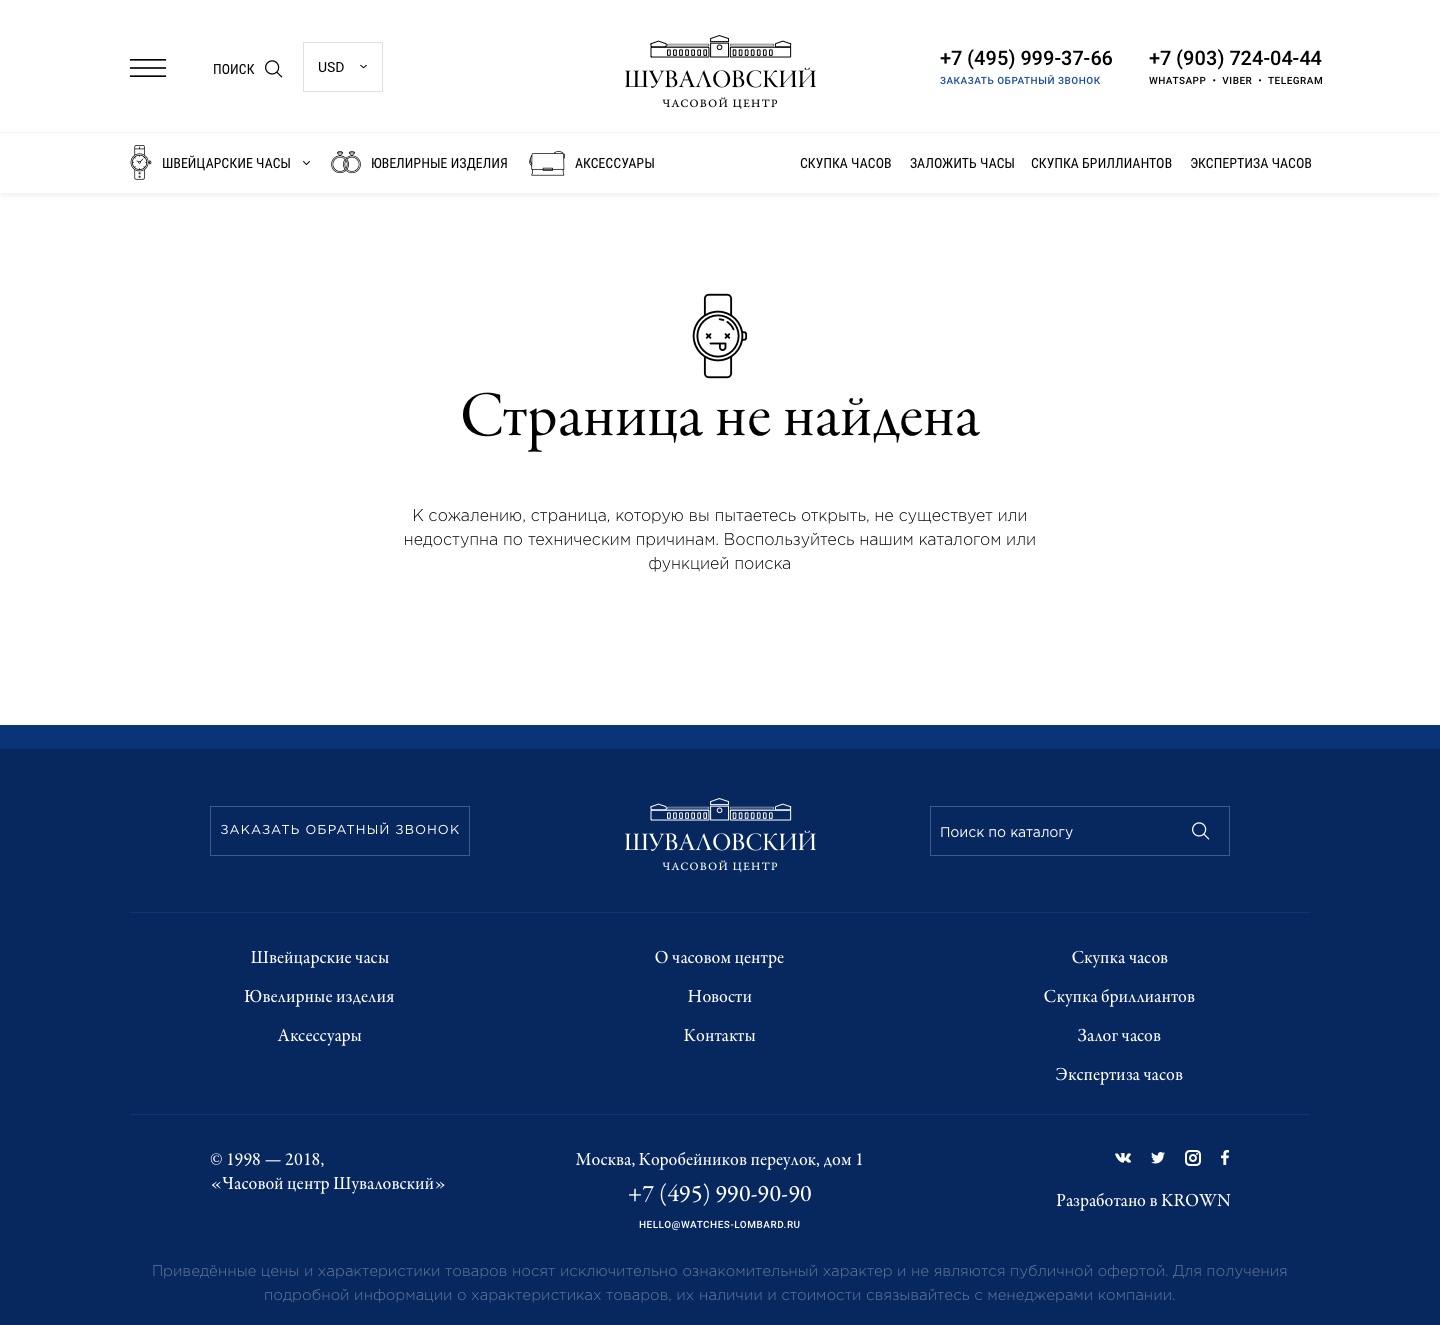 ПОИСК
USD
ШУВАЛОВСКИЙ
ЧАСОВОЙ ЦЕНТР
+7 (495) 999-37-66
ЗАКАЗАТЬ ОБРАТНЫЙ ЗВОНОК
+7 (903) 724-04-44
WHATSAPP • VIBER • TELEGRAM
ШВЕЙЦАРСКИЕ ЧАСЫ
ЮВЕЛИРНЫЕ ИЗДЕЛИЯ
АКСЕССУАРЫ
СКУПКА ЧАСОВ
ЗАЛОЖИТЬ ЧАСЫ
СКУПКА БРИЛЛИАНТОВ
ЭКСПЕРТИЗА ЧАСОВ
Страница не найдена
К сожалению, страница, которую вы пытаетесь открыть, не существует или
недоступна по техническим причинам. Воспользуйтесь нашим каталогом или
функцией поиска
ЗАКАЗАТЬ ОБРАТНЫЙ ЗВОНОК
ШУВАЛОВСКИЙ
ЧАСОВОЙ ЦЕНТР
Поиск по каталогу
Швейцарские часы
Ювелирные изделия
Аксессуары
О часовом центре
Новости
Контакты
Скупка часов
Скупка бриллиантов
Залог часов
Экспертиза часов
© 1998 — 2018,
«Часовой центр Шуваловский»
Москва, Коробейников переулок, дом 1
+7 (495) 990-90-90
HELLO@WATCHES-LOMBARD.RU
Разработано в KROWN
Приведённые цены и характеристики товаров носят исключительно ознакомительный характер и не являются публичной офертой. Для получения
подробной информации о характеристиках товаров, их наличии и стоимости связывайтесь с менеджерами компании.